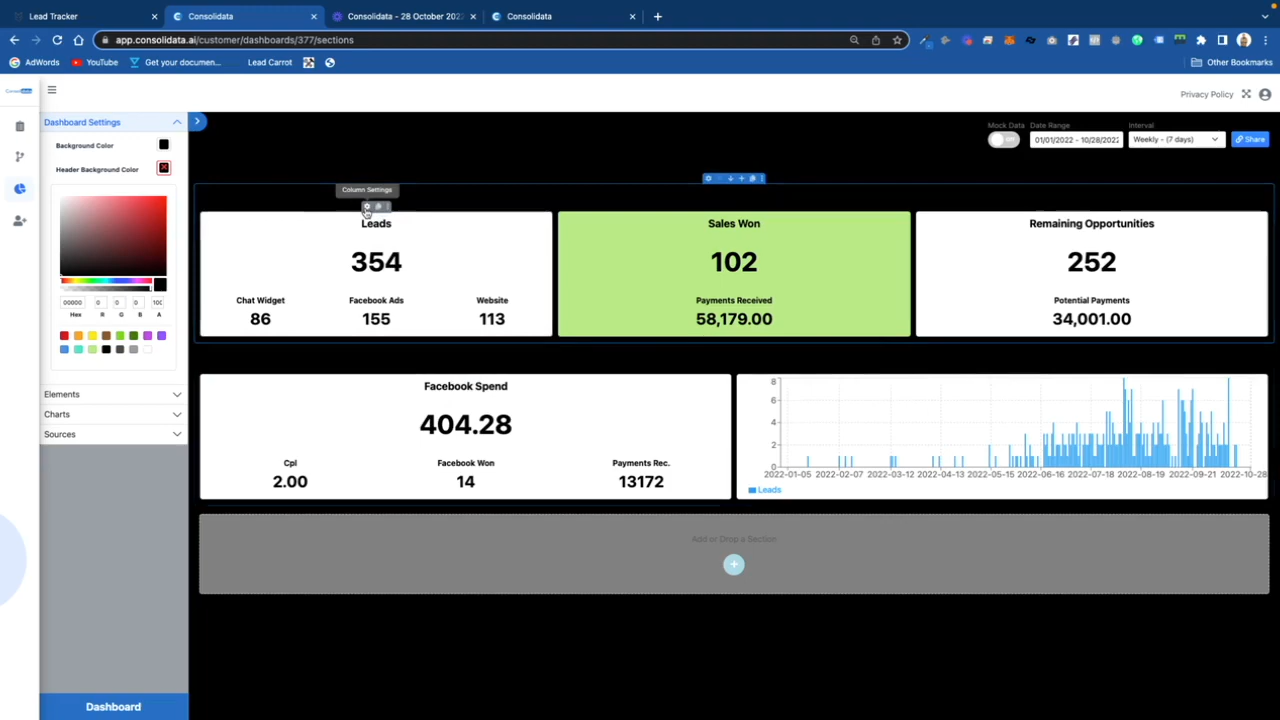 Lead Tracker
Consolidata
Consolidata - 28 October 202
Consolidata
app.consolidata.ai/customer/dashboards/377/sections
AdWords
YouTube
Get your documen...
Lead Carrot
Other Bookmarks
Consolidata
Privacy Policy
Dashboard Settings
Background Color
Header Background Color
00000 0 0 0 100
Hex R G B A
Elements
Charts
Sources
Dashboard
Mock Data
Date Range
Interval
01/01/2022 - 10/28/2022
Weekly - (7 days)
Share
Column Settings
Leads
354
Chat Widget Facebook Ads Website
86 155 113
Sales Won
102
Payments Received
58,179.00
Remaining Opportunities
252
Potential Payments
34,001.00
Facebook Spend
404.28
Cpl Facebook Won Payments Rec.
2.00 14 13172
8
6
4
2
0
2022-01-05 2022-02-07 2022-03-12 2022-04-13 2022-05-15 2022-06-16 2022-07-18 2022-08-19 2022-09-21 2022-10-28
Leads
Add or Drop a Section